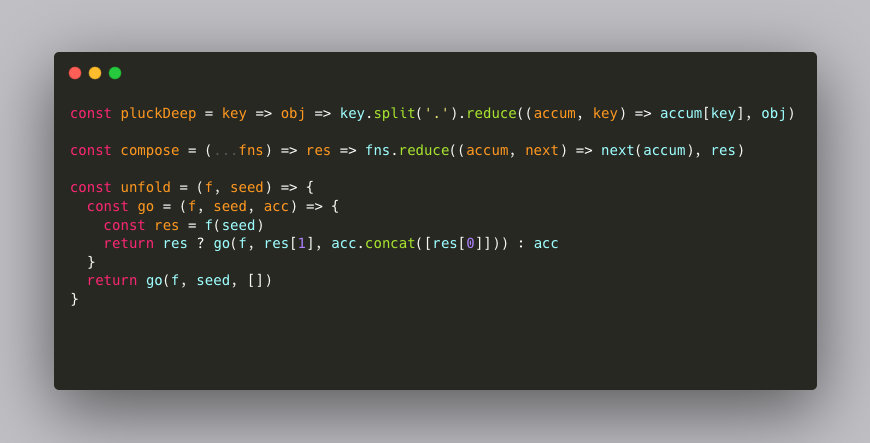 const pluckDeep = key => obj => key.split('.').reduce((accum, key) => accum[key], obj)
const compose = (...fns) => res => fns.reduce((accum, next) => next(accum), res)
const unfold = (f, seed) => {
  const go = (f, seed, acc) => {
    const res = f(seed)
    return res ? go(f, res[1], acc.concat([res[0]])) : acc
  }
  return go(f, seed, [])
}